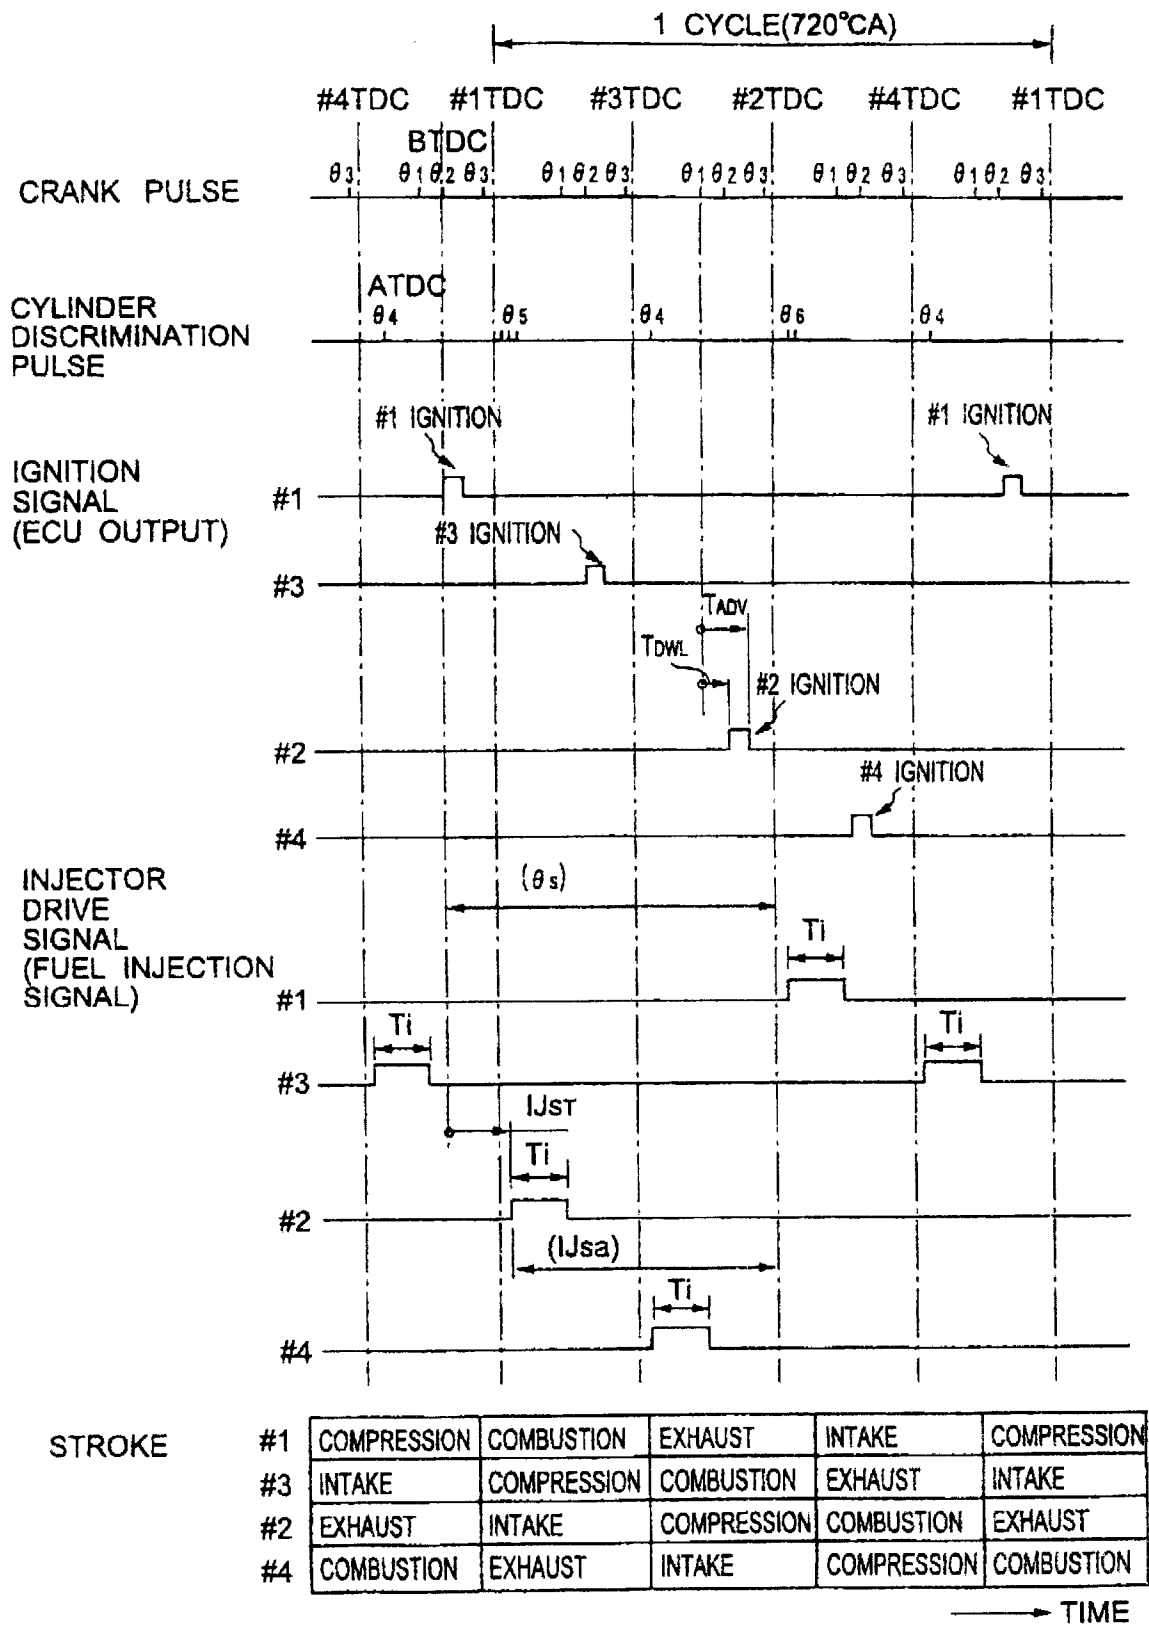 1 CYCLE(720°CA)
#4TDC #1TDC #3TDC #2TDC #4TDC #1TDC
BTDC
θ3 θ1 θ2 θ3 θ1 θ2 θ3 θ1 θ2 θ3 θ1 θ2 θ3 θ1 θ2 θ3
CRANK PULSE
ATDC
θ4 θ5 θ4 θ6 θ4
CYLINDER
DISCRIMINATION
PULSE
#1 IGNITION #1 IGNITION
IGNITION
SIGNAL
(ECU OUTPUT)
#1
#3 IGNITION
#3
TADV
TDWL
#2 IGNITION
#2
#4 IGNITION
#4
INJECTOR
DRIVE
SIGNAL
(FUEL INJECTION
SIGNAL)
(θs)
Ti
#1
Ti Ti
#3
IJST
Ti
#2
(IJsa)
Ti
#4
STROKE
#1 COMPRESSION COMBUSTION EXHAUST INTAKE COMPRESSION
#3 INTAKE COMPRESSION COMBUSTION EXHAUST INTAKE
#2 EXHAUST INTAKE COMPRESSION COMBUSTION EXHAUST
#4 COMBUSTION EXHAUST INTAKE COMPRESSION COMBUSTION
TIME